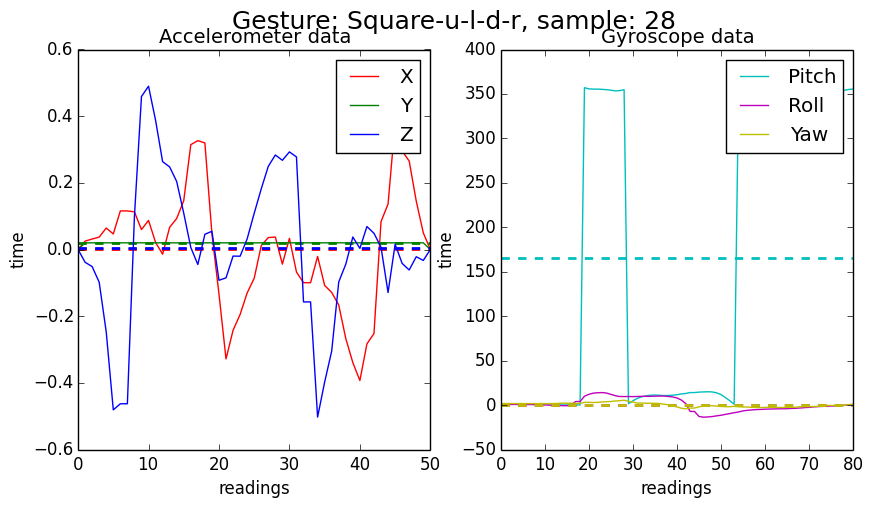 Gesture: Square-u-l-d-r, sample: 28
Accelerometer data
Gyroscope data
0.6
0.4
0.2
0.0
−0.2
−0.4
−0.6
time
X
Y
Z
0 10 20 30 40 50
readings
400
350
300
250
200
150
100
50
0
−50
time
Pitch
Roll
Yaw
0 10 20 30 40 50 60 70 80
readings